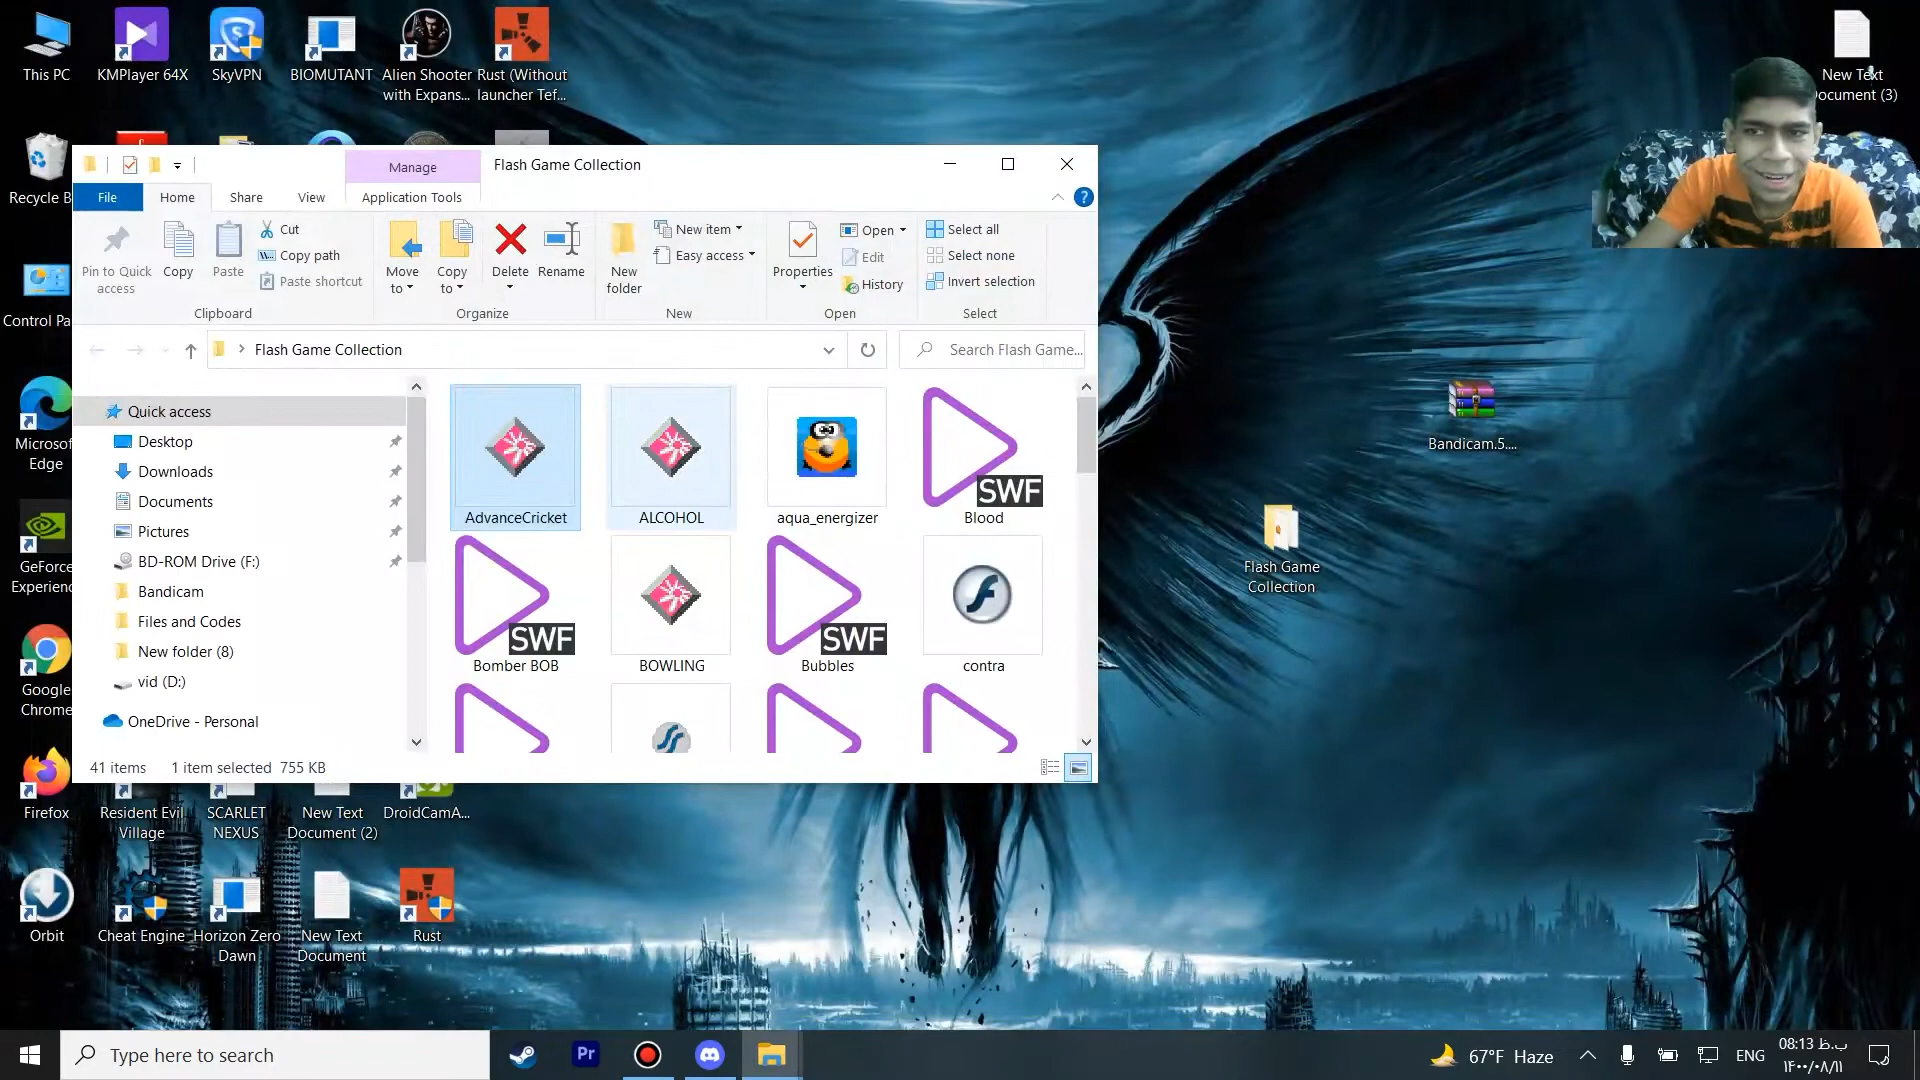 This PC
KMPlayer 64X
SkyVPN
BIOMUTANT
Alien Shooter
with Expans...
Rust (Without
launcher Tef...
New Text
ocument (3)
Recycle B
Manage
Flash Game Collection
File
Home
Share
View
Application Tools
Pin to Quick
access
Copy
Paste
Cut
Copy path
Paste shortcut
Clipboard
Move
to
Copy
to
Delete
Rename
Organize
New
folder
New item
Easy access
New
Properties
Open
Edit
History
Open
Select all
Select none
Invert selection
Select
Control Pa
Flash Game Collection
Search Flash Game...
Quick access
Desktop
Downloads
Documents
Pictures
BD-ROM Drive (F:)
Bandicam
Files and Codes
New folder (8)
vid (D:)
OneDrive - Personal
AdvanceCricket
ALCOHOL
aqua_energizer
SWF
Blood
SWF
Bomber BOB
BOWLING
SWF
Bubbles
contra
41 items
1 item selected 755 KB
Microsof
Edge
GeForce
Experienc
Google
Chrome
Bandicam.5....
Flash Game
Collection
Firefox
Resident Evil
Village
SCARLET
NEXUS
New Text
Document (2)
DroidCamA...
Orbit
Cheat Engine
Horizon Zero
Dawn
New Text
Document
Rust
Type here to search
Pr
67°F Haze
ENG
08:13 ب.ظ
۱۴۰۰/۰۸/۱۱